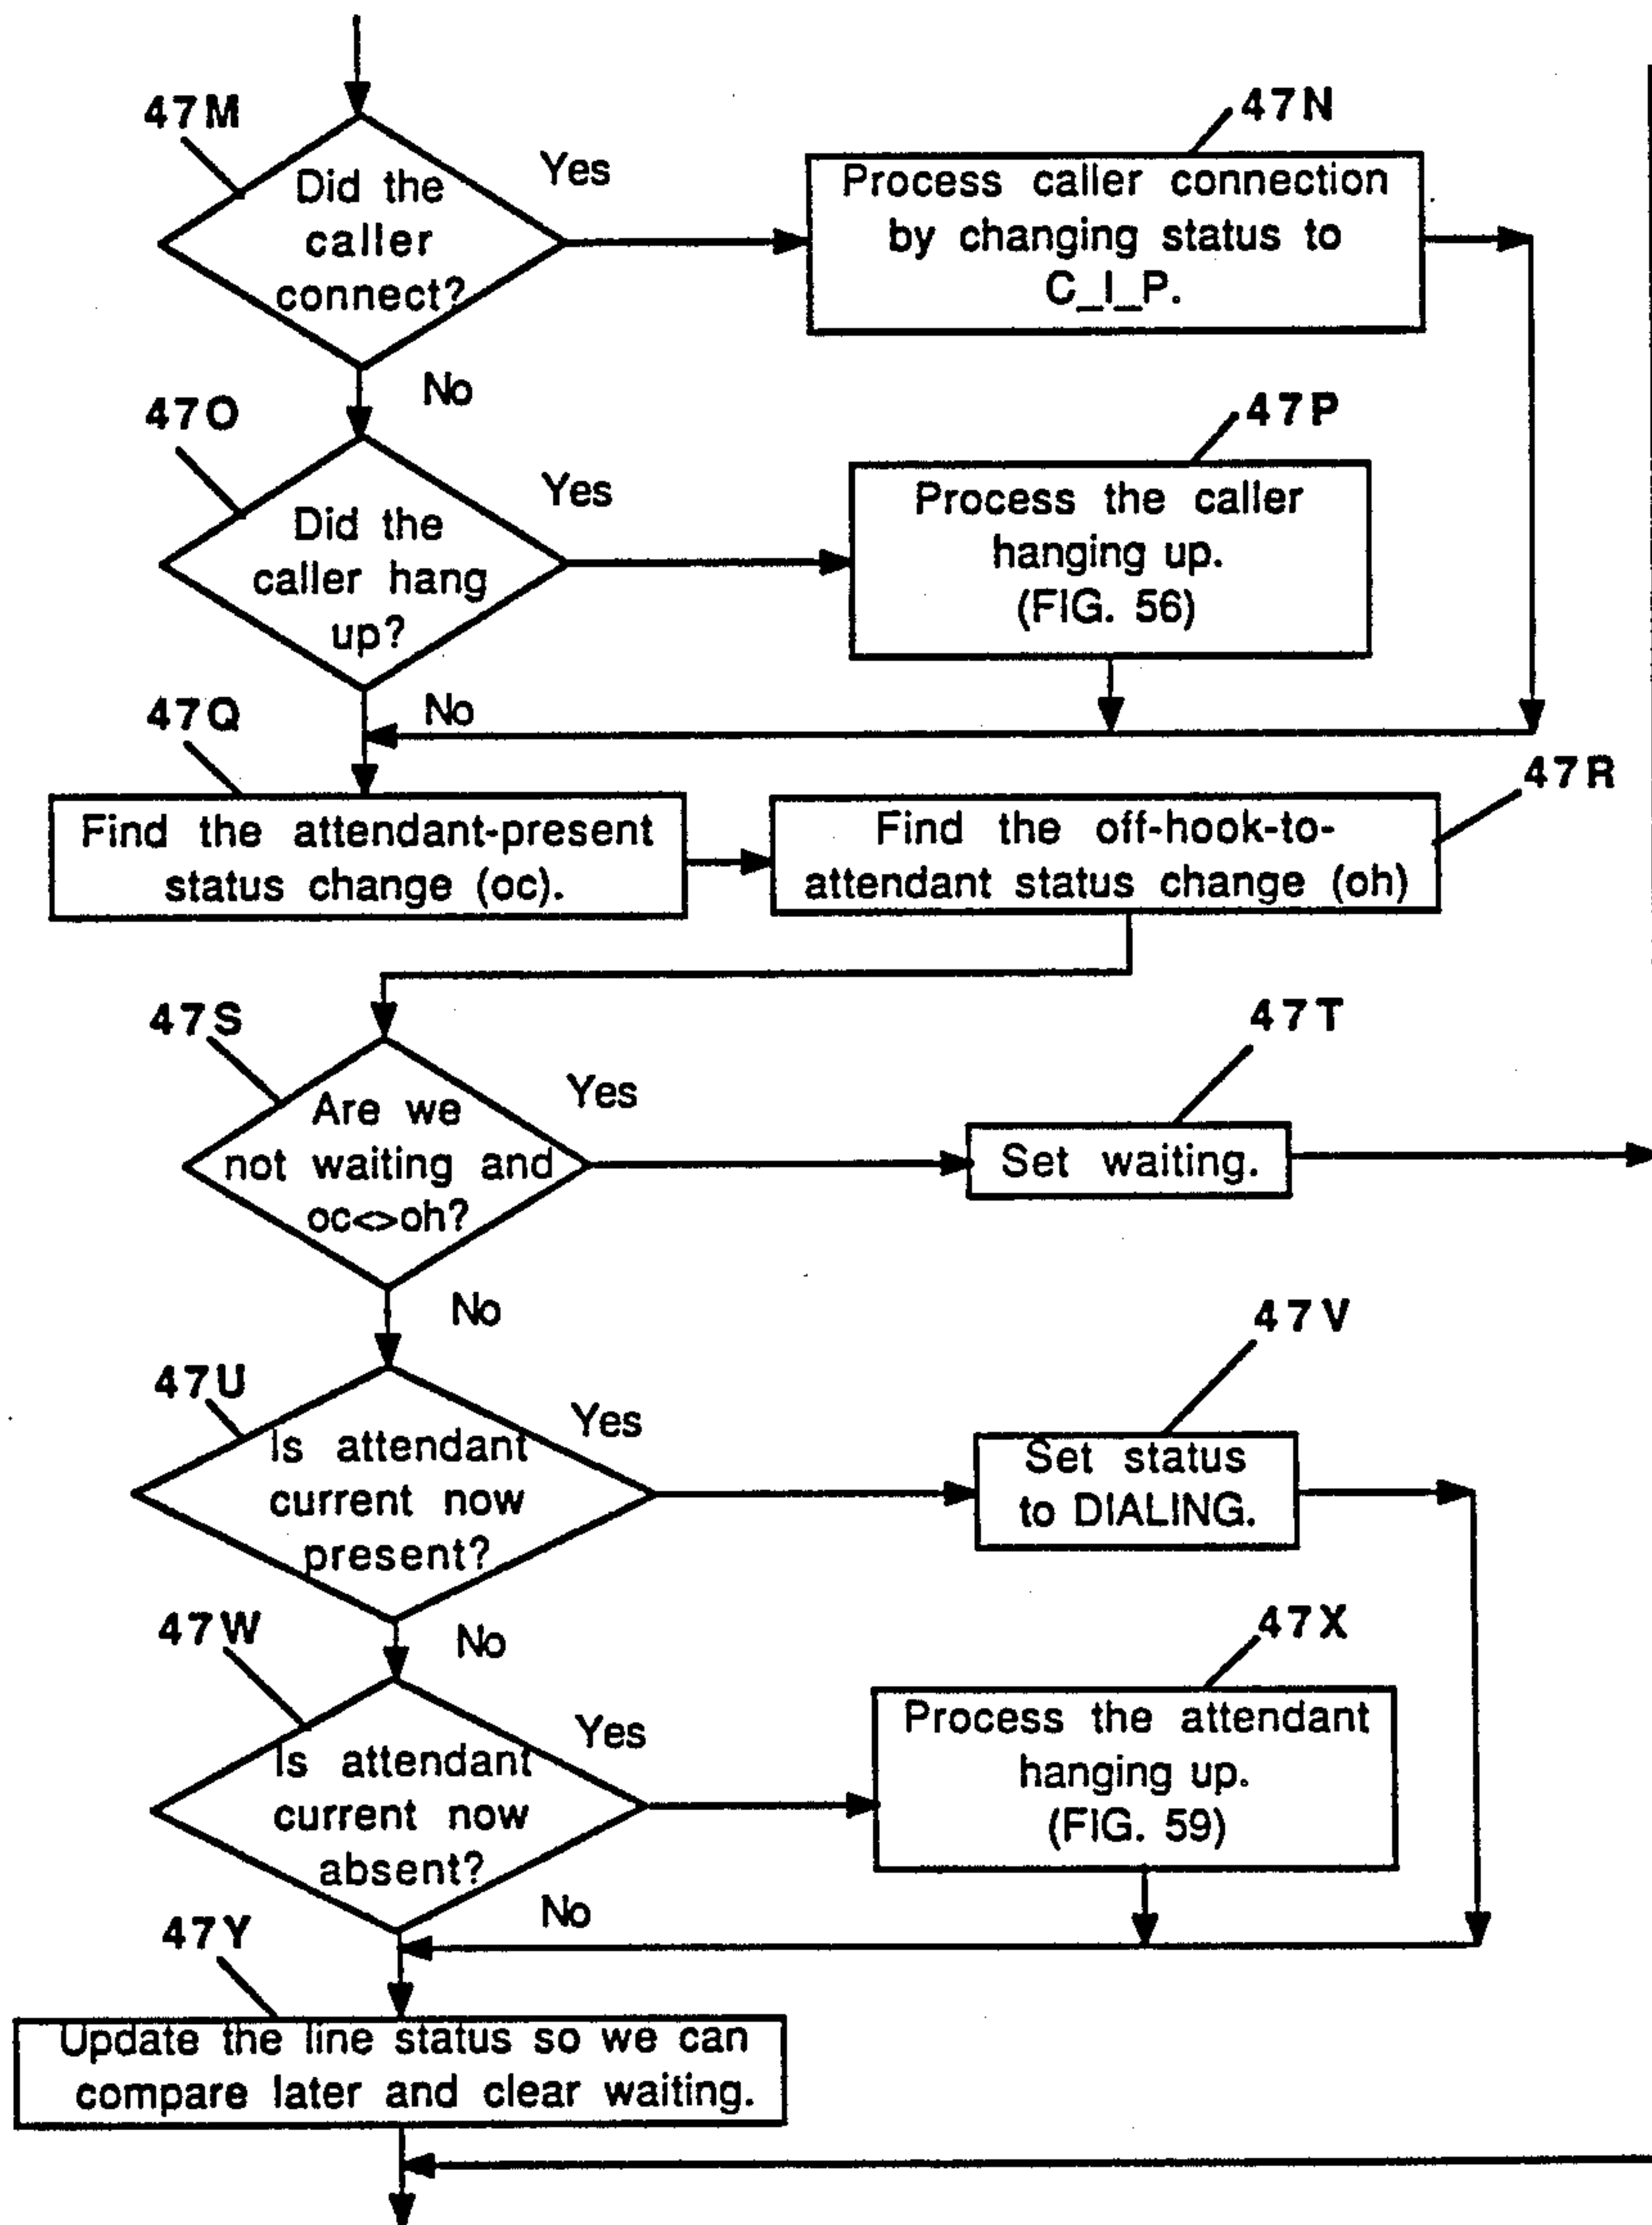 47M
Did the
caller
connect?
Yes
47N
Process caller connection
by changing status to
C_I_P.
No
47O
Did the
caller hang
up?
Yes
47P
Process the caller
hanging up.
(FIG. 56)
No
47Q
Find the attendant-present
status change (oc).
47R
Find the off-hook-to-
attendant status change (oh)
47S
Are we
not waiting and
oc<>oh?
Yes
47T
Set waiting.
No
47U
Is attendant
current now
present?
Yes
47V
Set status
to DIALING.
No
47W
Is attendant
current now
absent?
Yes
47X
Process the attendant
hanging up.
(FIG. 59)
No
47Y
Update the line status so we can
compare later and clear waiting.